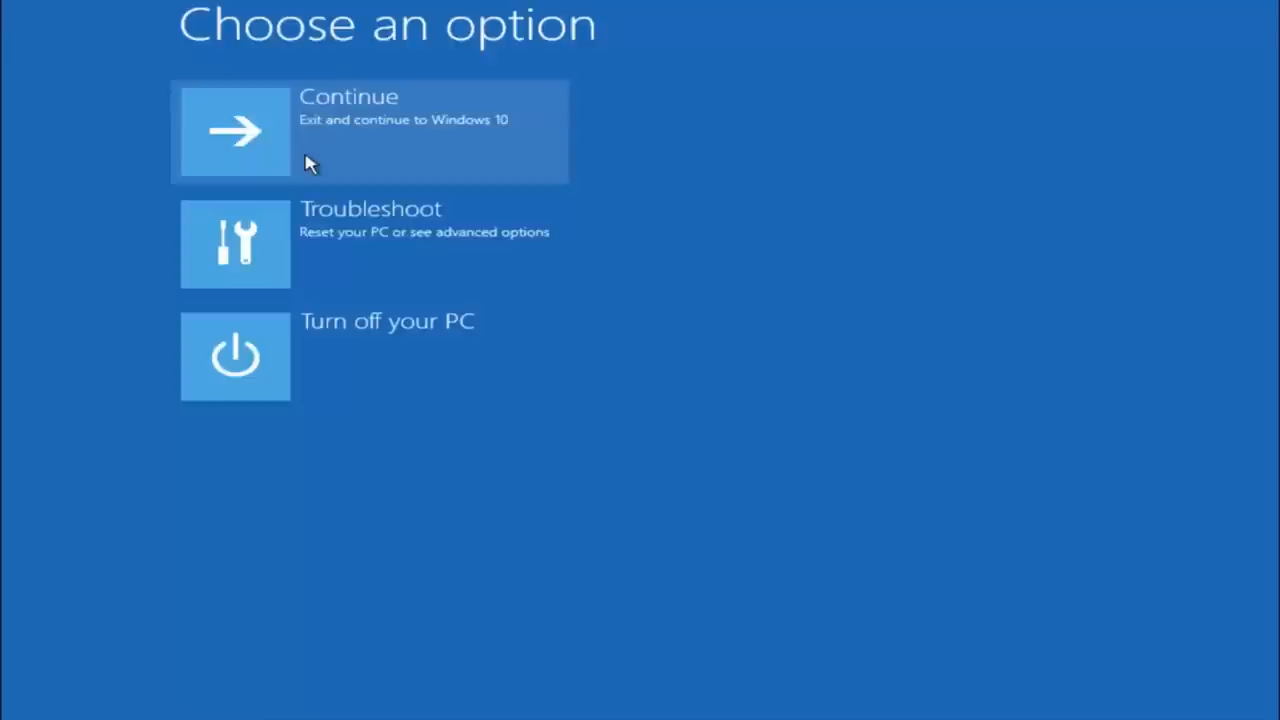 Choose an option
Continue
Exit and continue to Windows 10
Troubleshoot
Reset your PC or see advanced options
Turn off your PC